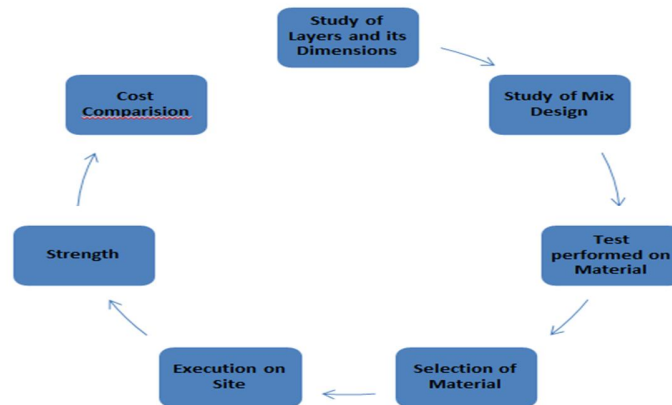 Study of
Layers and its
Dimensions
Study of Mix
Design
Test
performed on
Material
Selection of
Material
Execution on
Site
Strength
Cost
Comparision